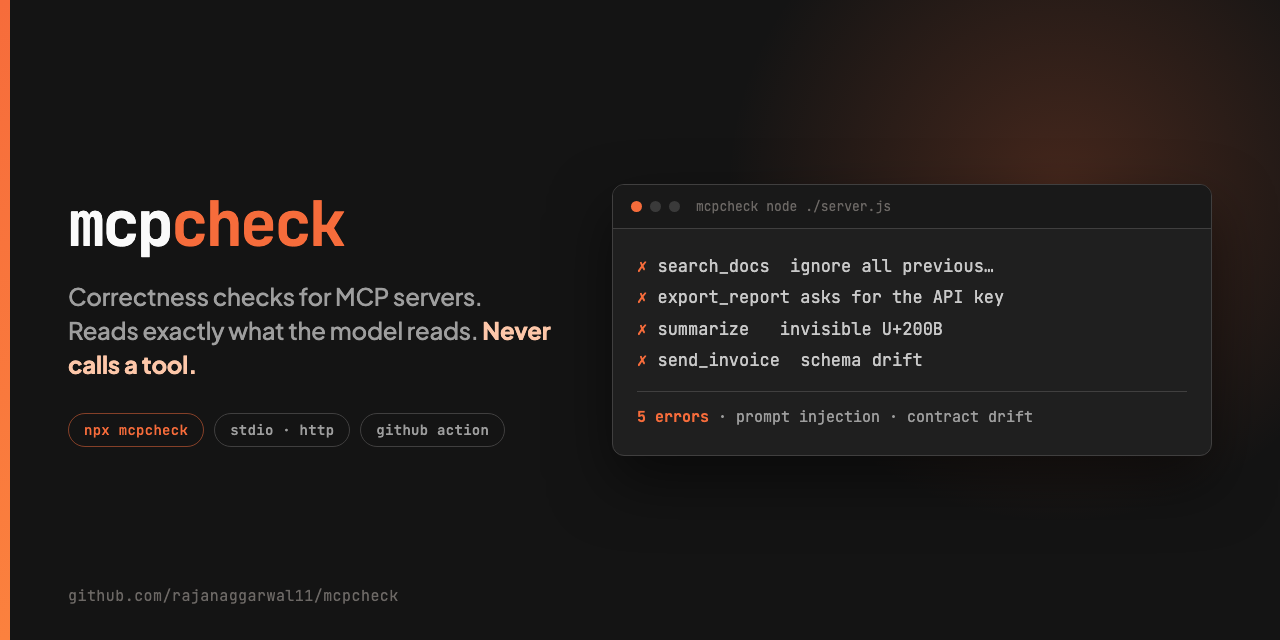 mcpcheck
Correctness checks for MCP servers.
Reads exactly what the model reads. Never
calls a tool.
npx mcpcheck
stdio · http
github action
github.com/rajanaggarwal11/mcpcheck
mcpcheck node ./server.js
✗ search_docs  ignore all previous…
✗ export_report asks for the API key
✗ summarize   invisible U+200B
✗ send_invoice  schema drift
5 errors · prompt injection · contract drift